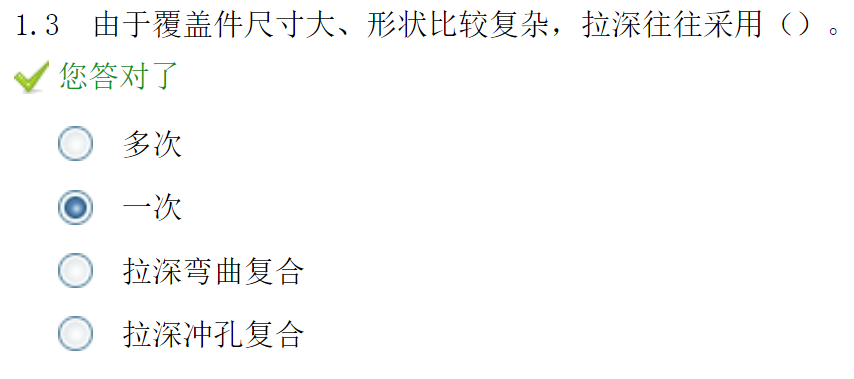 1.3 由于覆盖件尺寸大、形状比较复杂，拉深往往采用（）。
您答对了
多次
一次
拉深弯曲复合
拉深冲孔复合